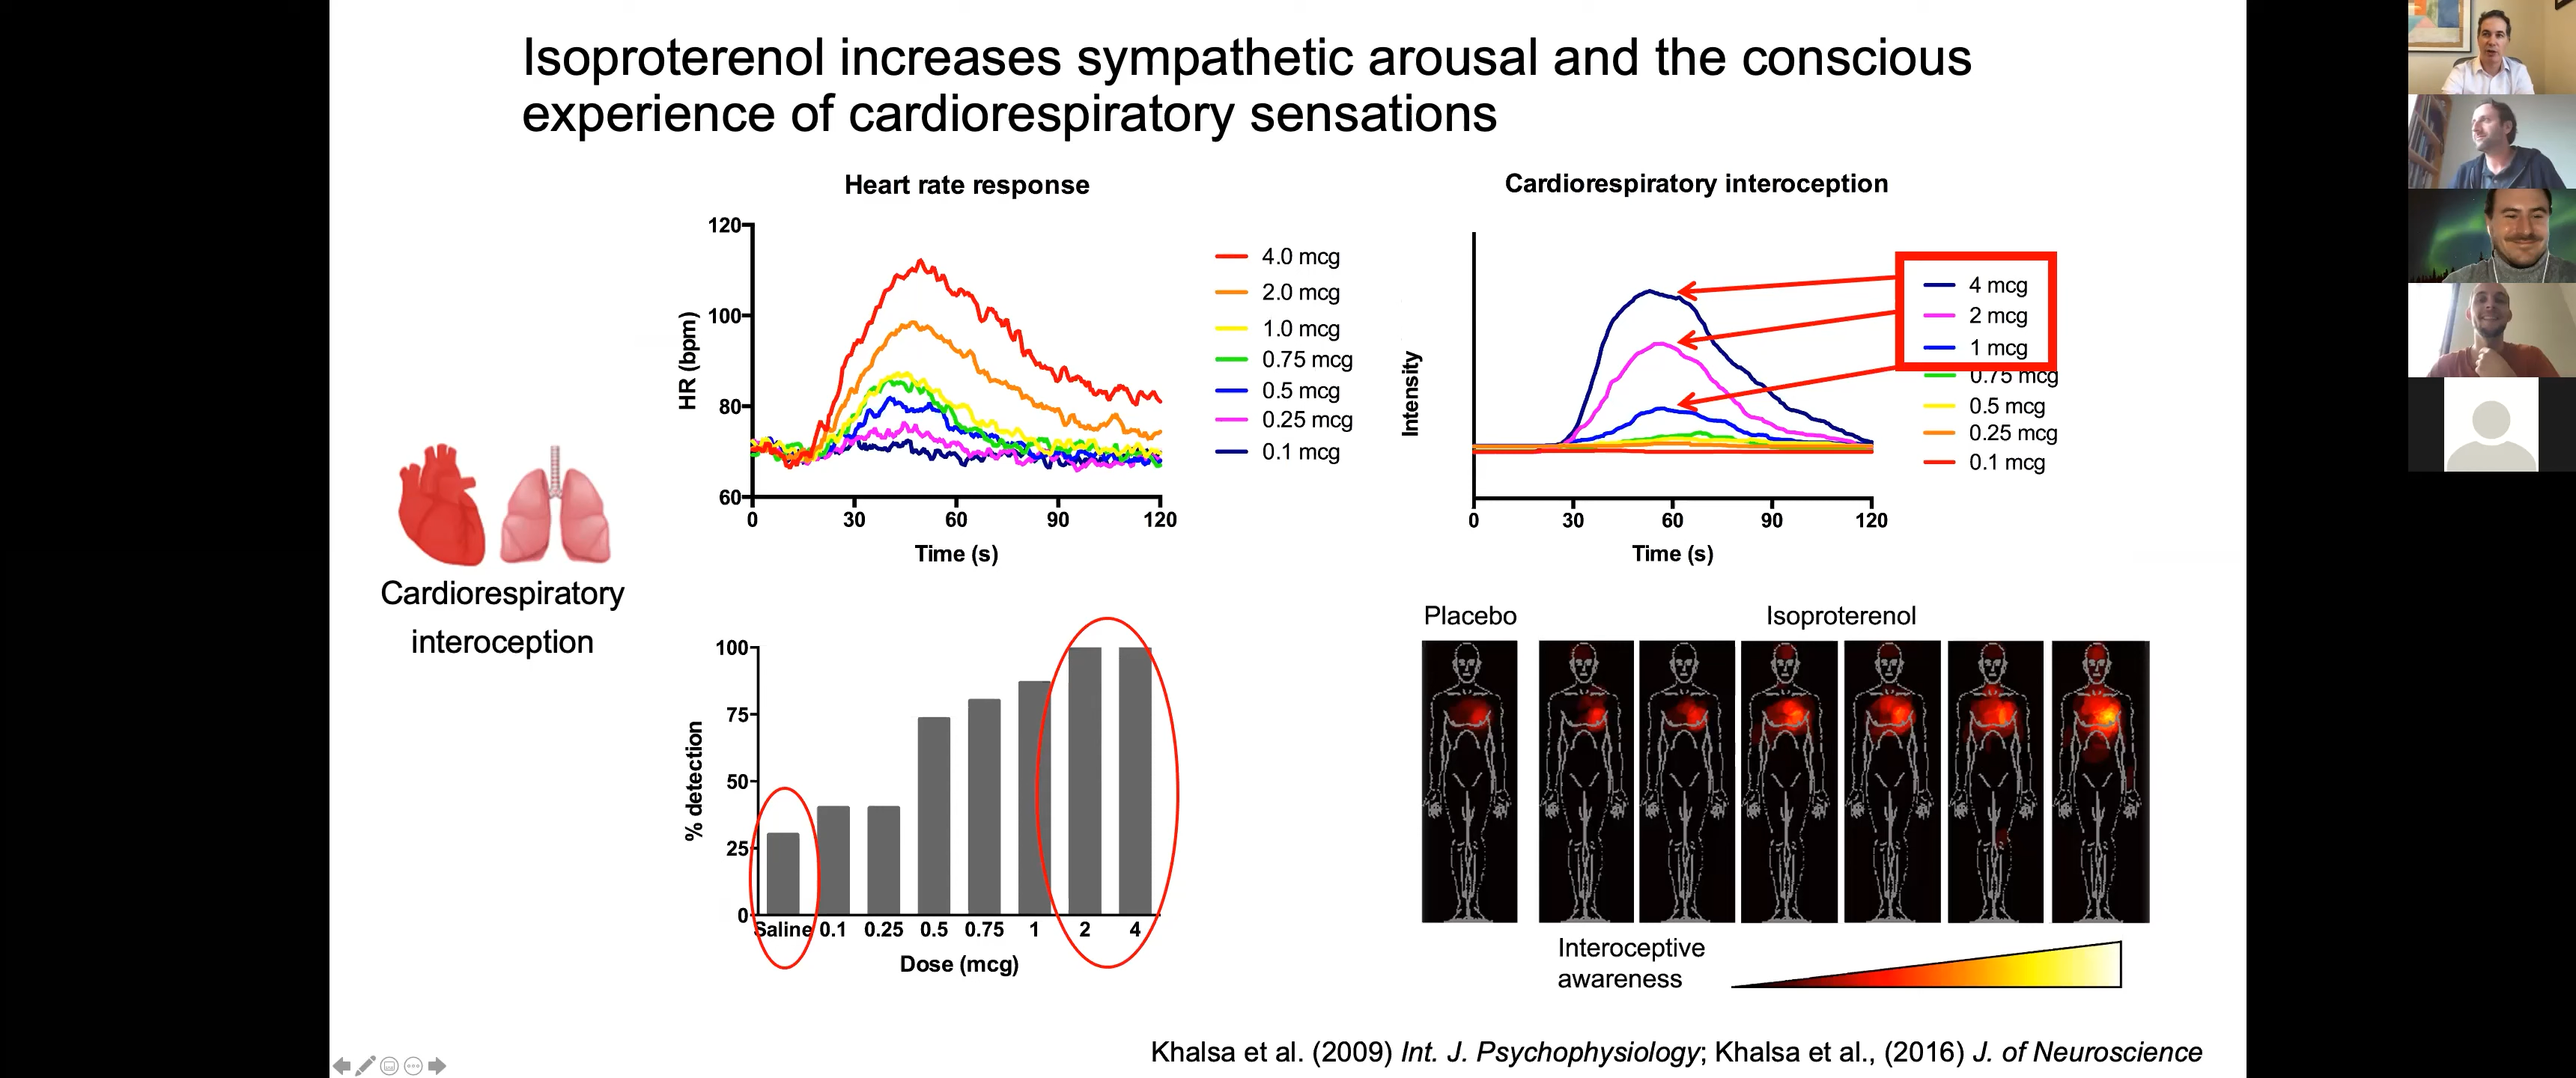 Isoproterenol increases sympathetic arousal and the conscious
experience of cardiorespiratory sensations
Cardiorespiratory
interoception
Heart rate response
HR (bpm)
120
100
80
60
0 30 60 90 120
Time (s)
4.0 mcg
2.0 mcg
1.0 mcg
0.75 mcg
0.5 mcg
0.25 mcg
0.1 mcg
Cardiorespiratory interoception
Intensity
0 30 60 90 120
Time (s)
4 mcg
2 mcg
1 mcg
0.75 mcg
0.5 mcg
0.25 mcg
0.1 mcg
% detection
100
75
50
25
0
Saline 0.1 0.25 0.5 0.75 1 2 4
Dose (mcg)
Placebo
Isoproterenol
Interoceptive
awareness
Khalsa et al. (2009) Int. J. Psychophysiology; Khalsa et al., (2016) J. of Neuroscience